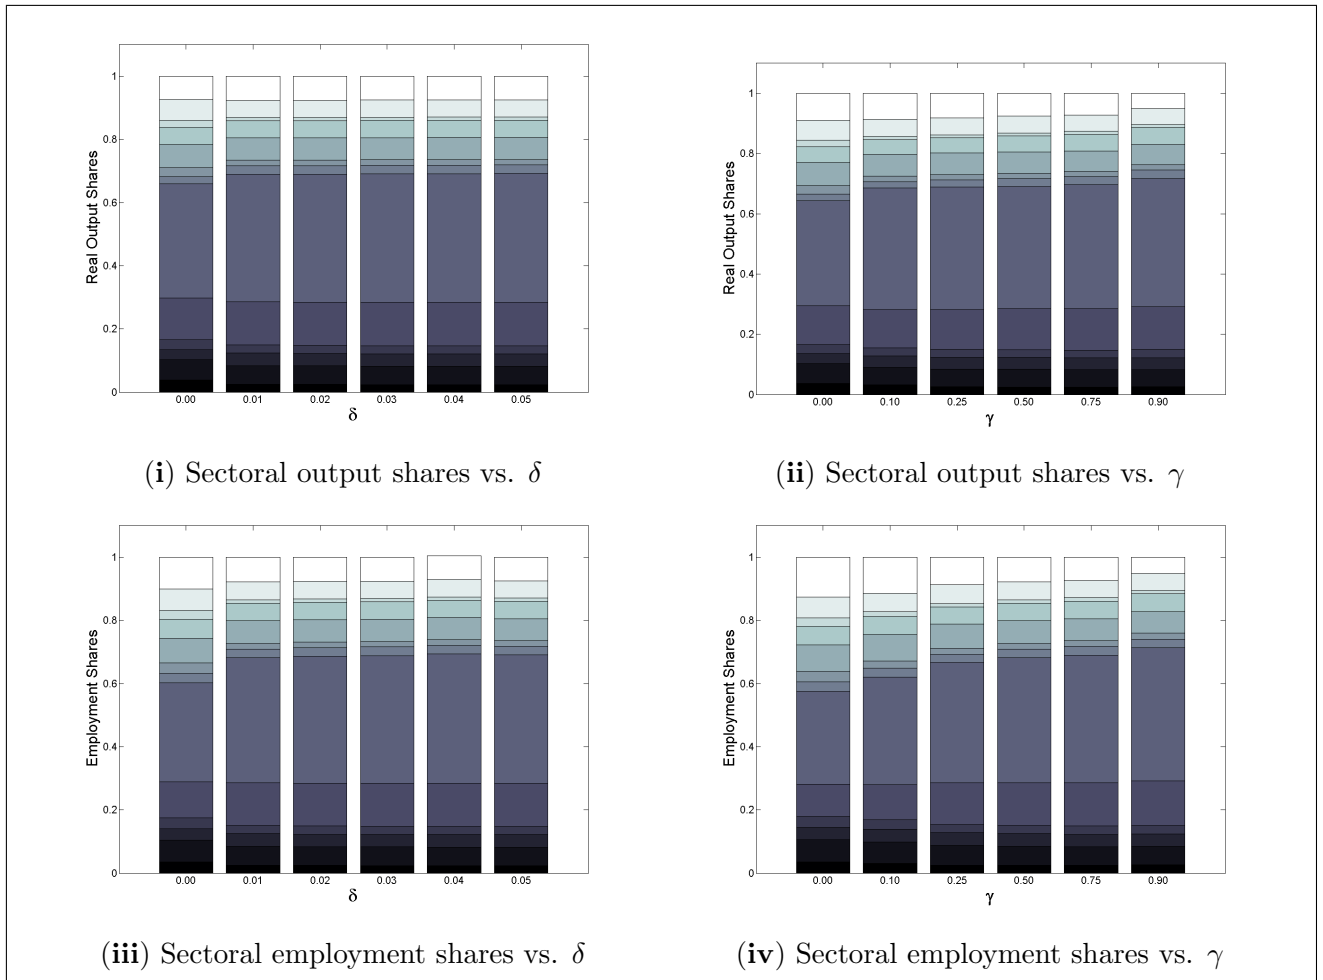 1
0.8
0.6
0.4
0.2
0
Real Output Shares
0.00 0.01 0.02 0.03 0.04 0.05
δ
(i) Sectoral output shares vs. δ
1
0.8
0.6
0.4
0.2
0
Real Output Shares
0.00 0.10 0.25 0.50 0.75 0.90
γ
(ii) Sectoral output shares vs. γ
1
0.8
0.6
0.4
0.2
0
Employment Shares
0.00 0.01 0.02 0.03 0.04 0.05
δ
(iii) Sectoral employment shares vs. δ
1
0.8
0.6
0.4
0.2
0
Employment Shares
0.00 0.10 0.25 0.50 0.75 0.90
γ
(iv) Sectoral employment shares vs. γ